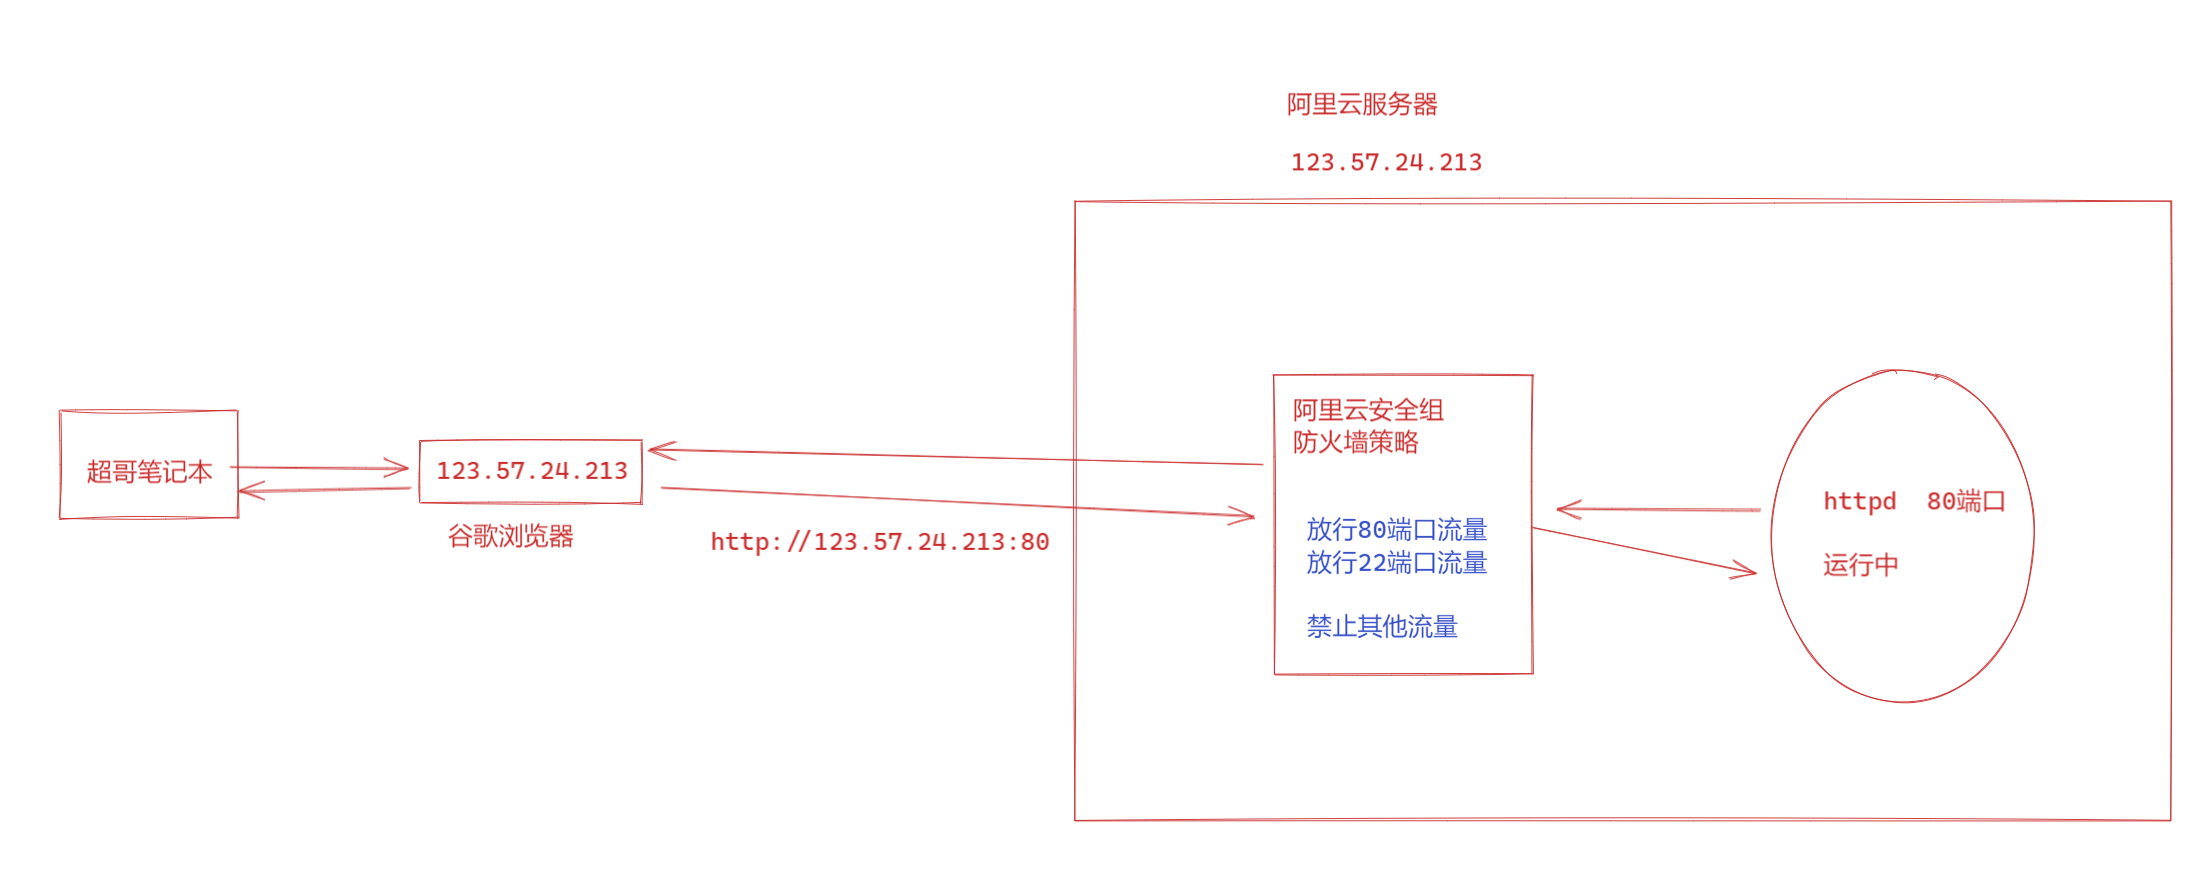 阿里云服务器
123.57.24.213
超哥笔记本
123.57.24.213
谷歌浏览器
http://123.57.24.213:80
阿里云安全组
防火墙策略
放行80端口流量
放行22端口流量
禁止其他流量
httpd 80端口
运行中